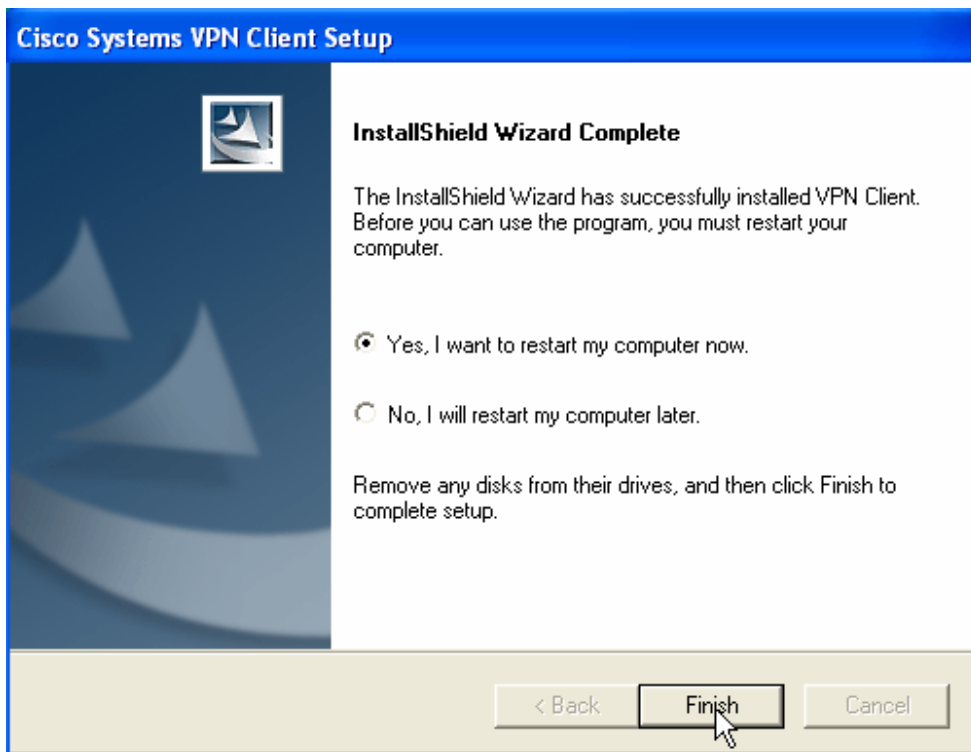 Cisco Systems VPN Client Setup
InstallShield Wizard Complete
The InstallShield Wizard has successfully installed VPN Client.
Before you can use the program, you must restart your
computer.
Yes, I want to restart my computer now.
No, I will restart my computer later.
Remove any disks from their drives, and then click Finish to
complete setup.
< Back
Finish
Cancel